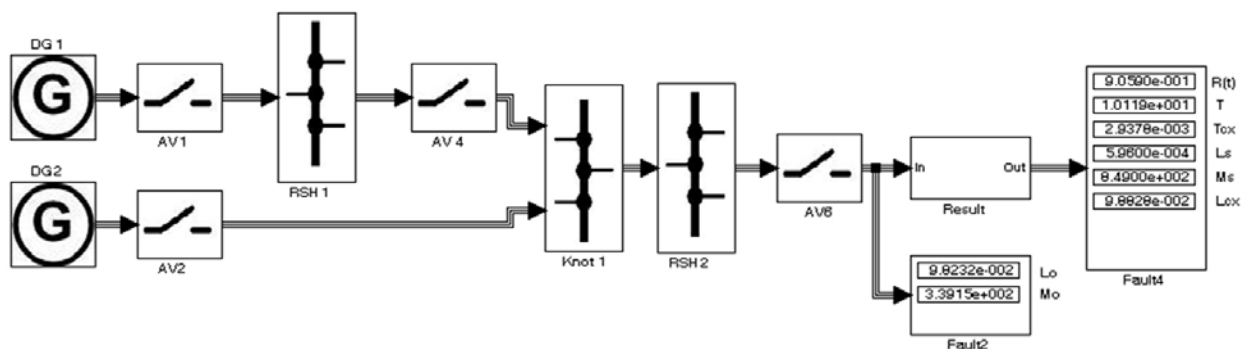 DG 1
G
AV1
RSH 1
AV 4
DG2
G
AV2
Knot 1
RSH 2
AV6
In
Out
Result
9.0590e-001 R(t)
1.0119e+001 T
2.9378e-003 Tox
5.9600e-004 Ls
8.4900e+002 Ms
9.8828e-002 Lox
Fault4
9.8232e-002 Lo
3.3915e+002 Mo
Fault2